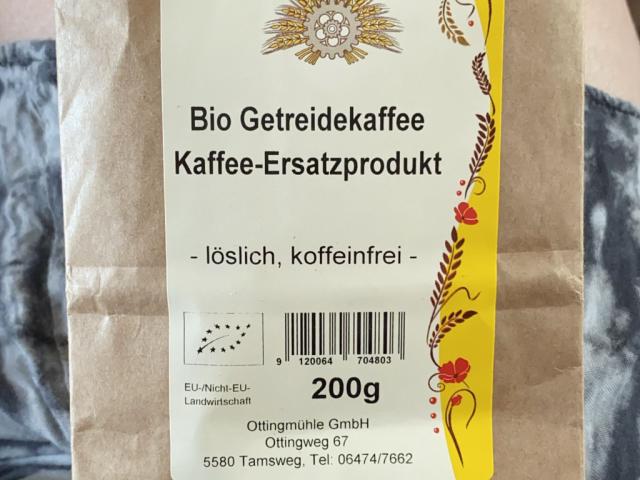 Bio Getreidekaffee
Kaffee-Ersatzprodukt
- löslich, koffeinfrei -
9 120064 704803
EU-/Nicht-EU-
Landwirtschaft
200g
Ottingmühle GmbH
Ottingweg 67
5580 Tamsweg, Tel: 06474/7662